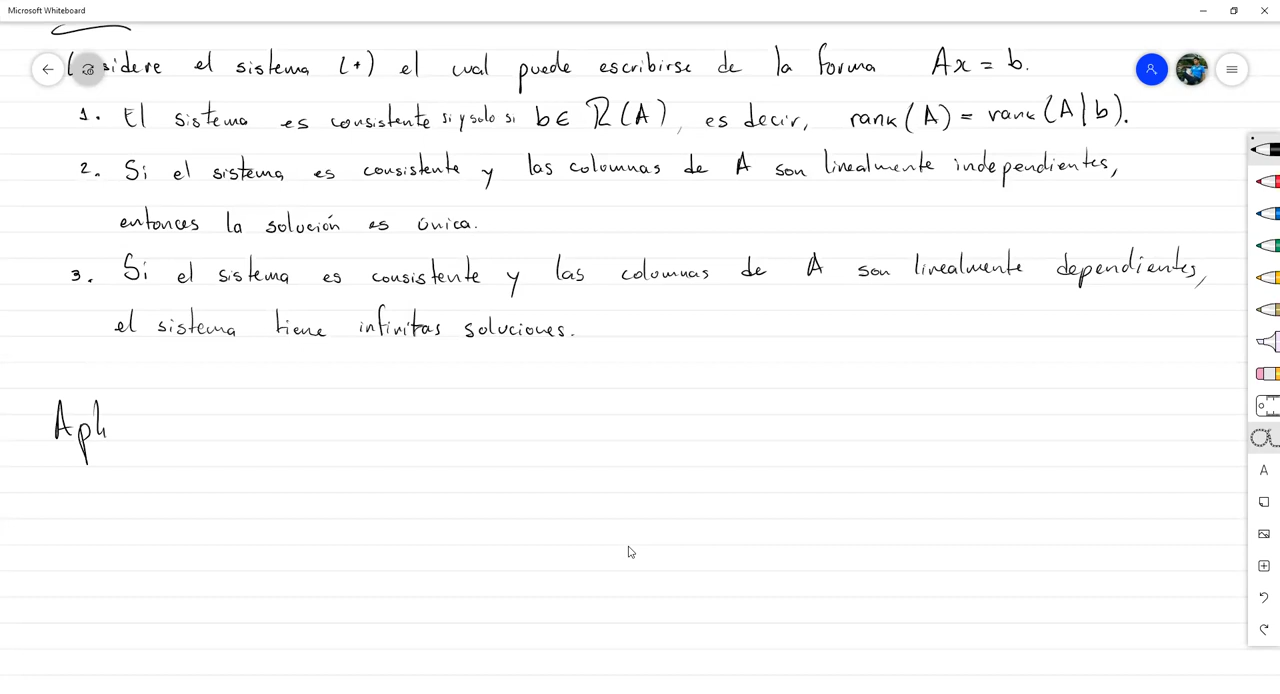 Microsoft Whiteboard
sidere el sistema (+) el cual puede escribirse de la forma Ax = b.
1. El sistema es consistente si y solo si b ∈ R(A), es decir, rank(A) = rank(A|b).
2. Si el sistema es consistente y las columnas de A son linealmente independientes,
entonces la solución es única.
3. Si el sistema es consistente y las columnas de A son linealmente dependientes,
el sistema tiene infinitas soluciones.
Apl
A